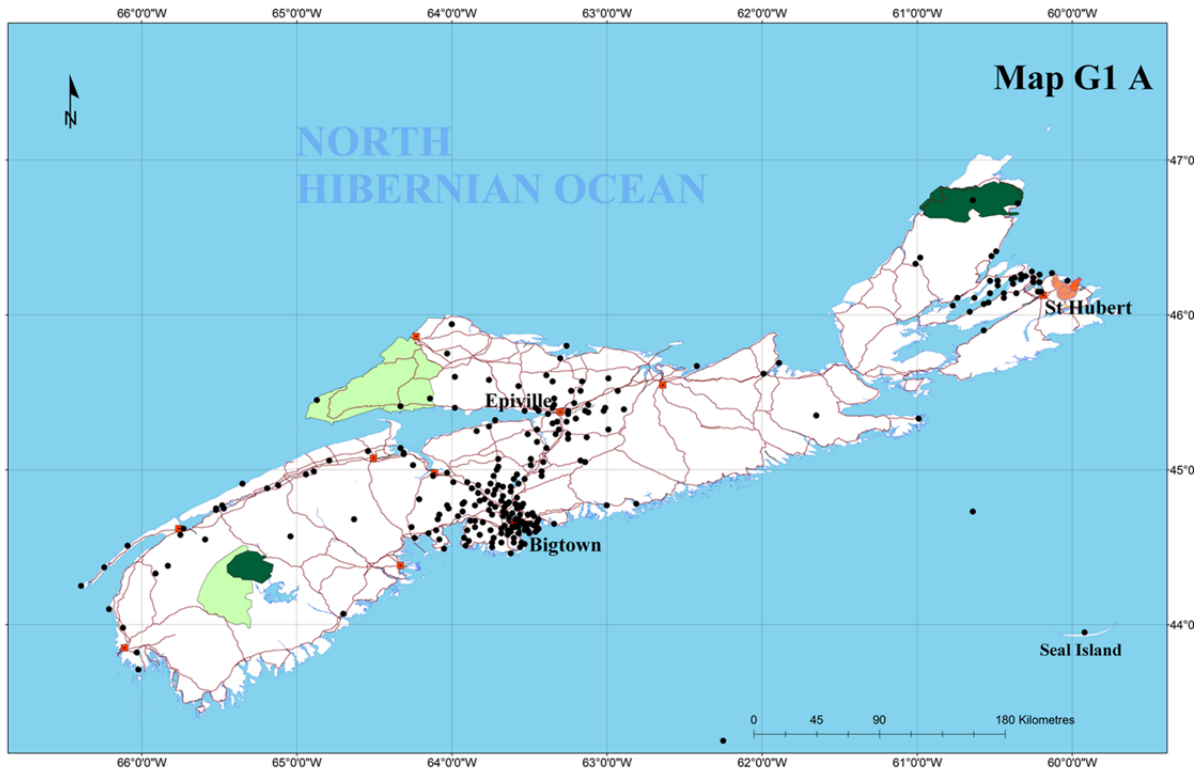 66°0'0"W 65°0'0"W 64°0'0"W 63°0'0"W 62°0'0"W 61°0'0"W 60°0'0"W
Map G1 A
N
NORTH
HIBERNIAN OCEAN
47°0
46°0
St Hubert
Epiville
45°0
Bigtown
44°0
Seal Island
0 45 90 180 Kilometres
66°0'0"W 65°0'0"W 64°0'0"W 63°0'0"W 62°0'0"W 61°0'0"W 60°0'0"W